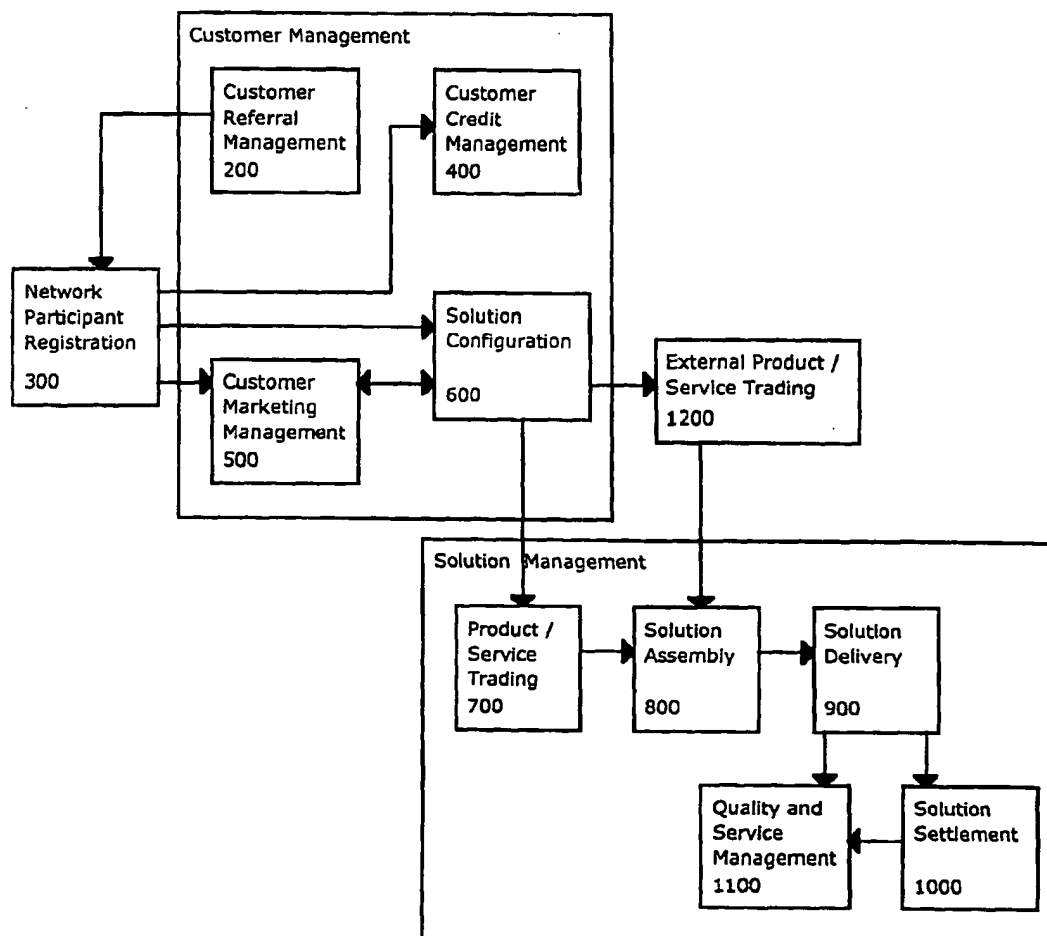 Customer Management
Customer
Referral
Management
200
Customer
Credit
Management
400
Network
Participant
Registration
300
Solution
Configuration
600
Customer
Marketing
Management
500
External Product /
Service Trading
1200
Solution Management
Product /
Service
Trading
700
Solution
Assembly
800
Solution
Delivery
900
Quality and
Service
Management
1100
Solution
Settlement
1000